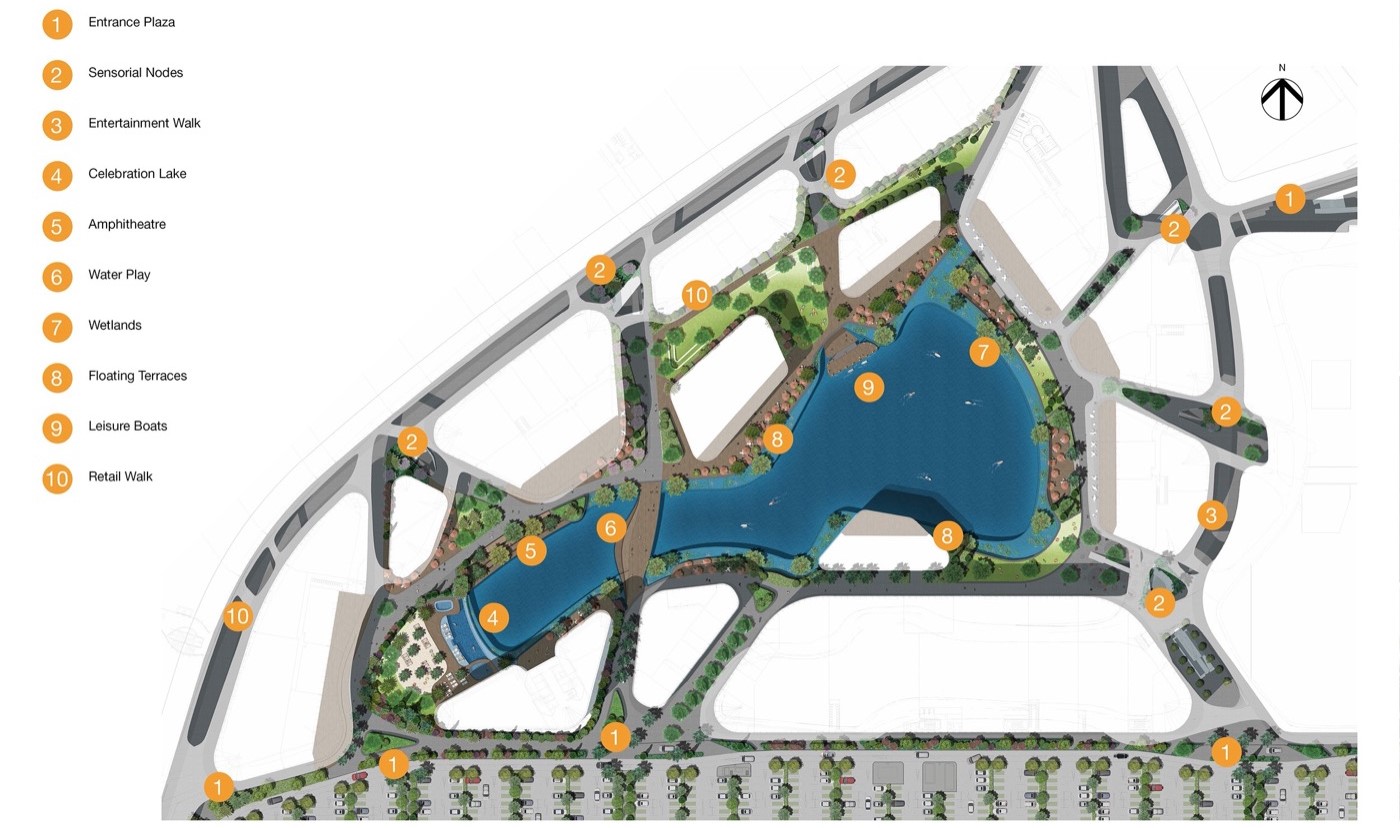 1 Entrance Plaza
2 Sensorial Nodes
3 Entertainment Walk
4 Celebration Lake
5 Amphitheatre
6 Water Play
7 Wetlands
8 Floating Terraces
9 Leisure Boats
10 Retail Walk
N
2
1
2
2
10
7
9
2
2
8
3
6
8
5
2
10
4
1
1
1
1